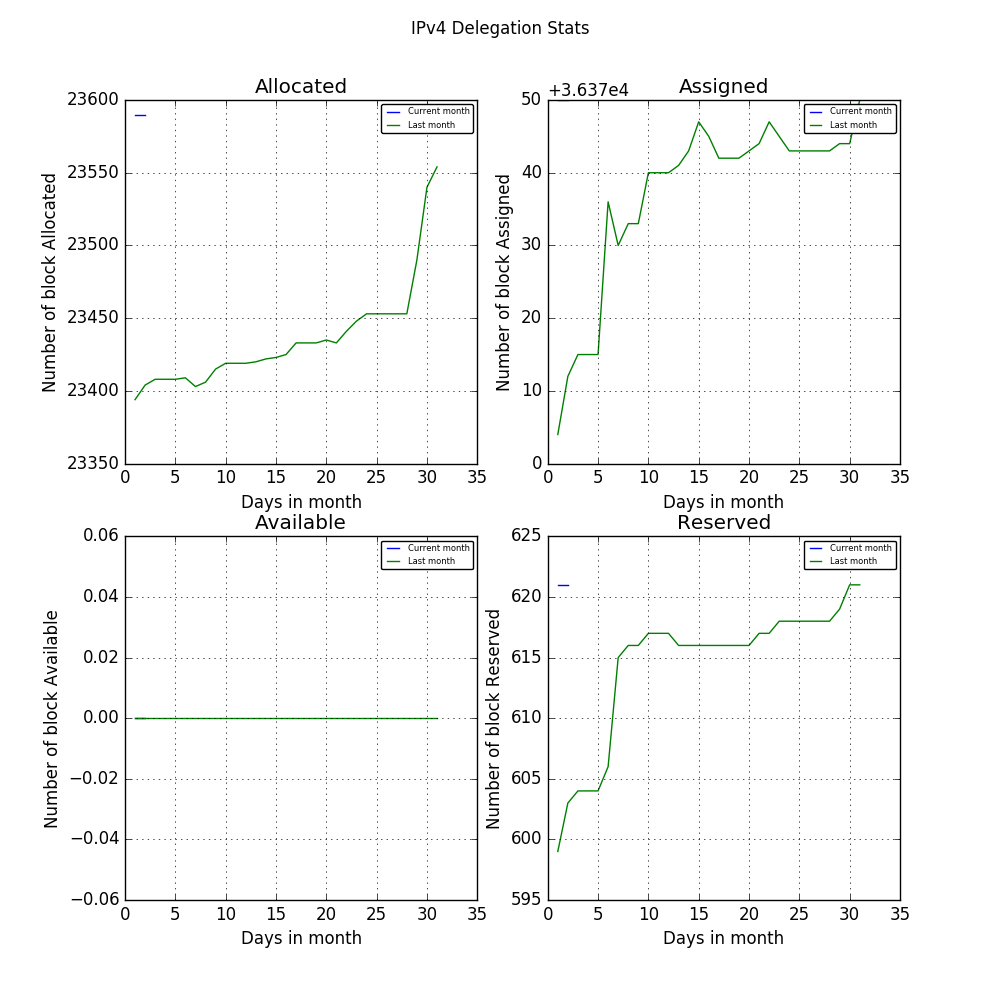 IPv4 Delegation Stats
Allocated
23600
23550
23500
23450
23400
23350
Number of block Allocated
0 5 10 15 20 25 30 35
Days in month
Current month
Last month
Assigned
+3.637e4
50
40
30
20
10
0
Number of block Assigned
0 5 10 15 20 25 30 35
Days in month
Current month
Last month
Available
0.06
0.04
0.02
0.00
−0.02
−0.04
−0.06
Number of block Available
0 5 10 15 20 25 30 35
Days in month
Current month
Last month
Reserved
625
620
615
610
605
600
595
Number of block Reserved
0 5 10 15 20 25 30 35
Days in month
Current month
Last month